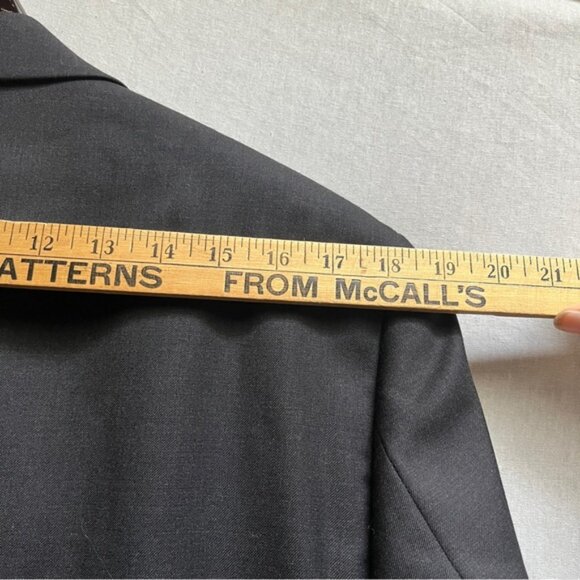 12 13 14 15 16 17 18 19 20 21
ATTERNS FROM McCALL'S